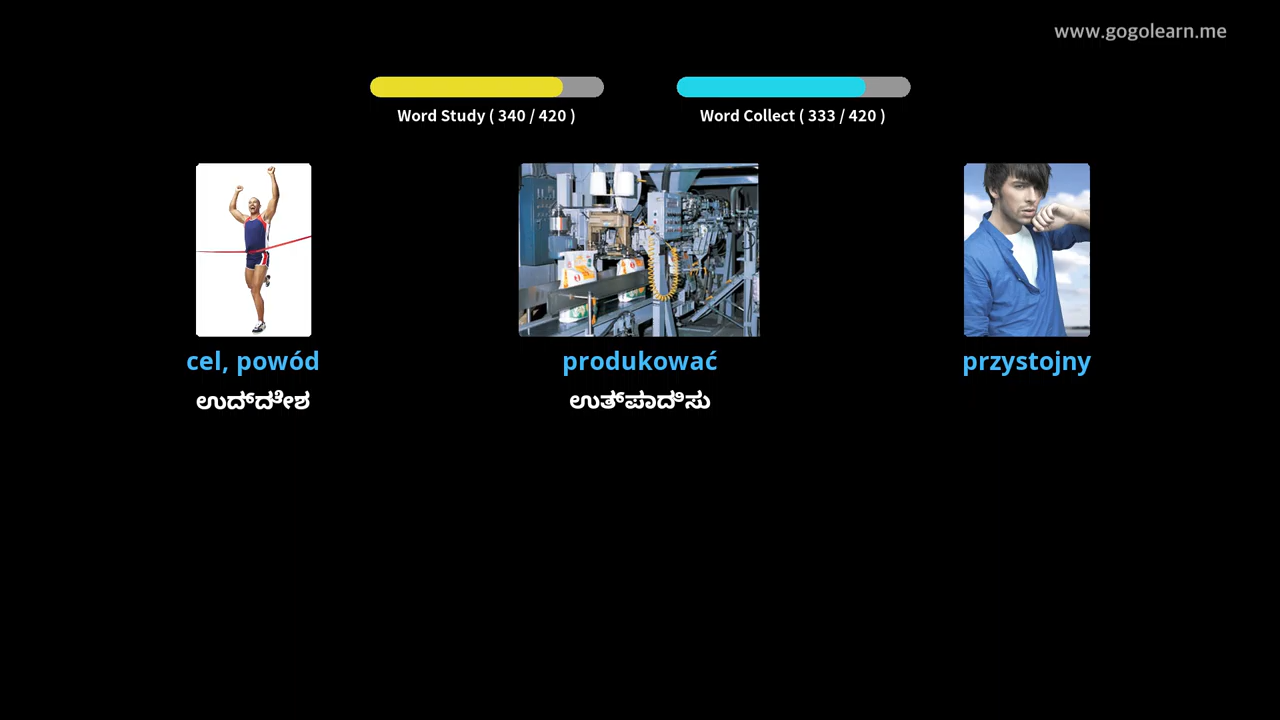 www.gogolearn.me
Word Study ( 340 / 420 )
Word Collect ( 333 / 420 )
cel, powód
produkować
przystojny
ಉದ್ದೇಶ
ಉತ್ಪಾದಿಸು